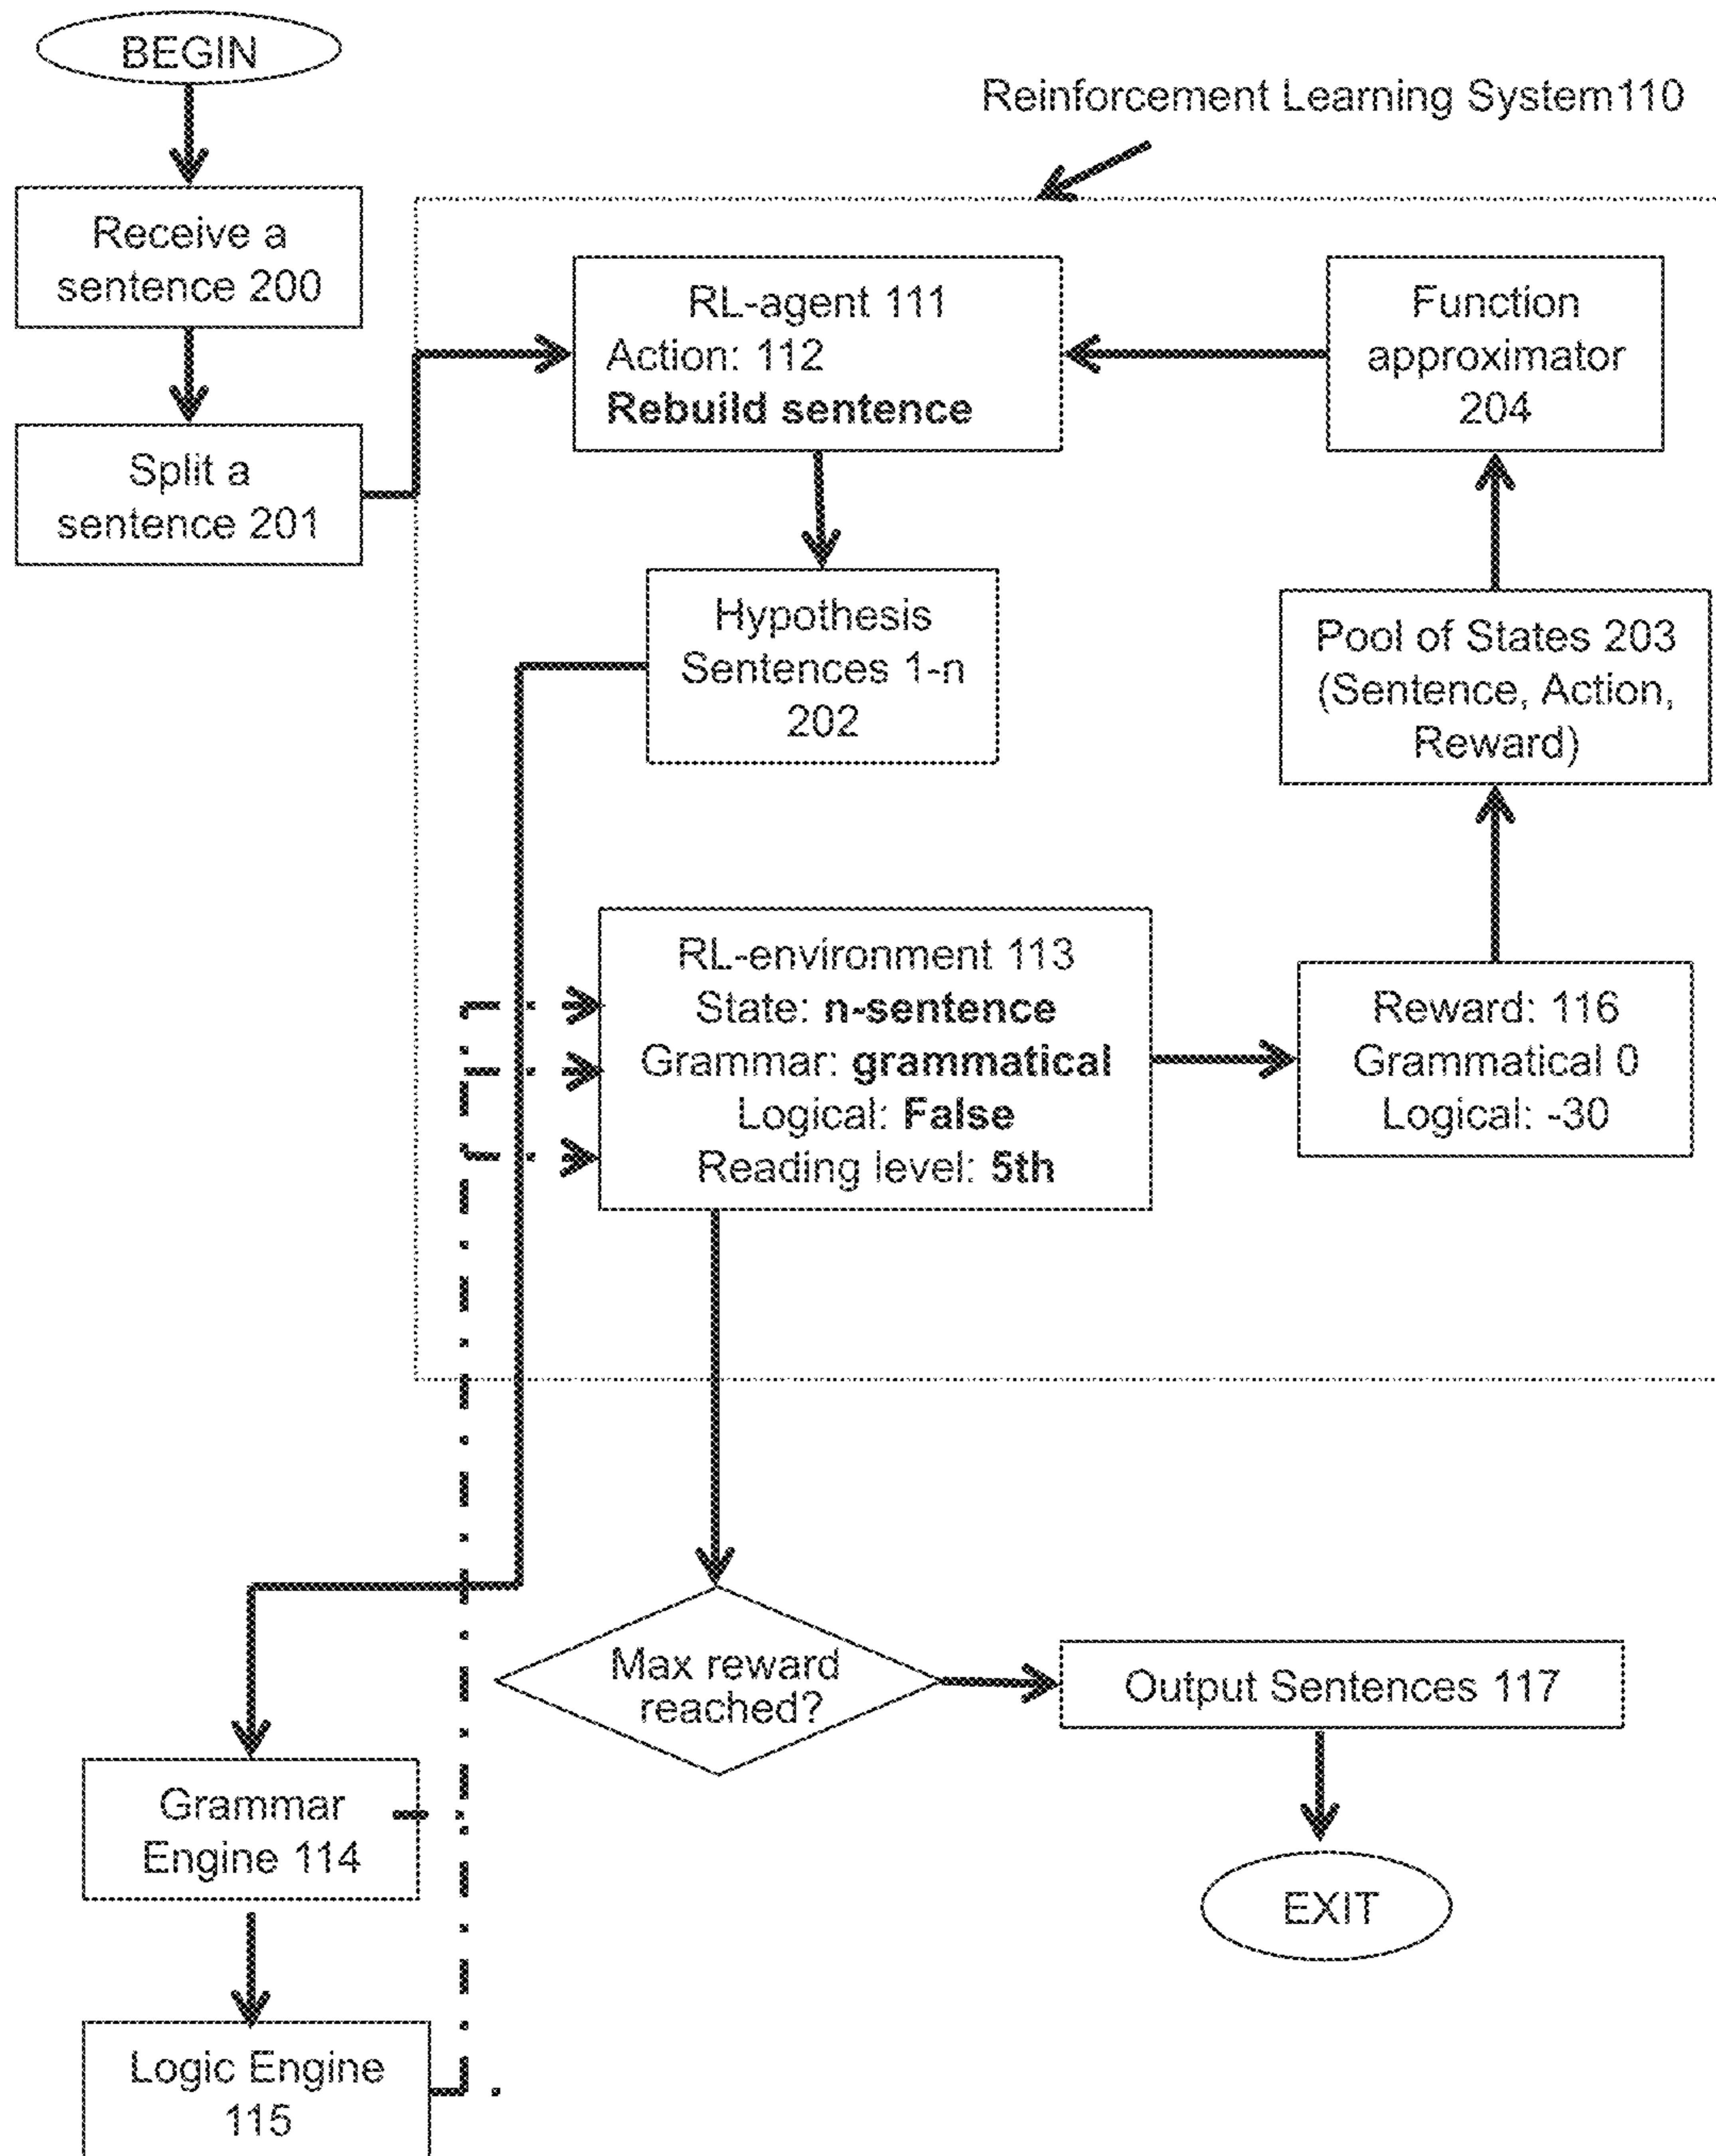 BEGIN
Reinforcement Learning System110
Receive a
sentence 200
Split a
sentence 201
RL-agent 111
Action: 112
Rebuild sentence
Function
approximator
204
Hypothesis
Sentences 1-n
202
Pool of States 203
(Sentence, Action,
Reward)
RL-environment 113
State: n-sentence
Grammar: grammatical
Logical: False
Reading level: 5th
Reward: 116
Grammatical 0
Logical: -30
Max reward
reached?
Output Sentences 117
Grammar
Engine 114
EXIT
Logic Engine
115